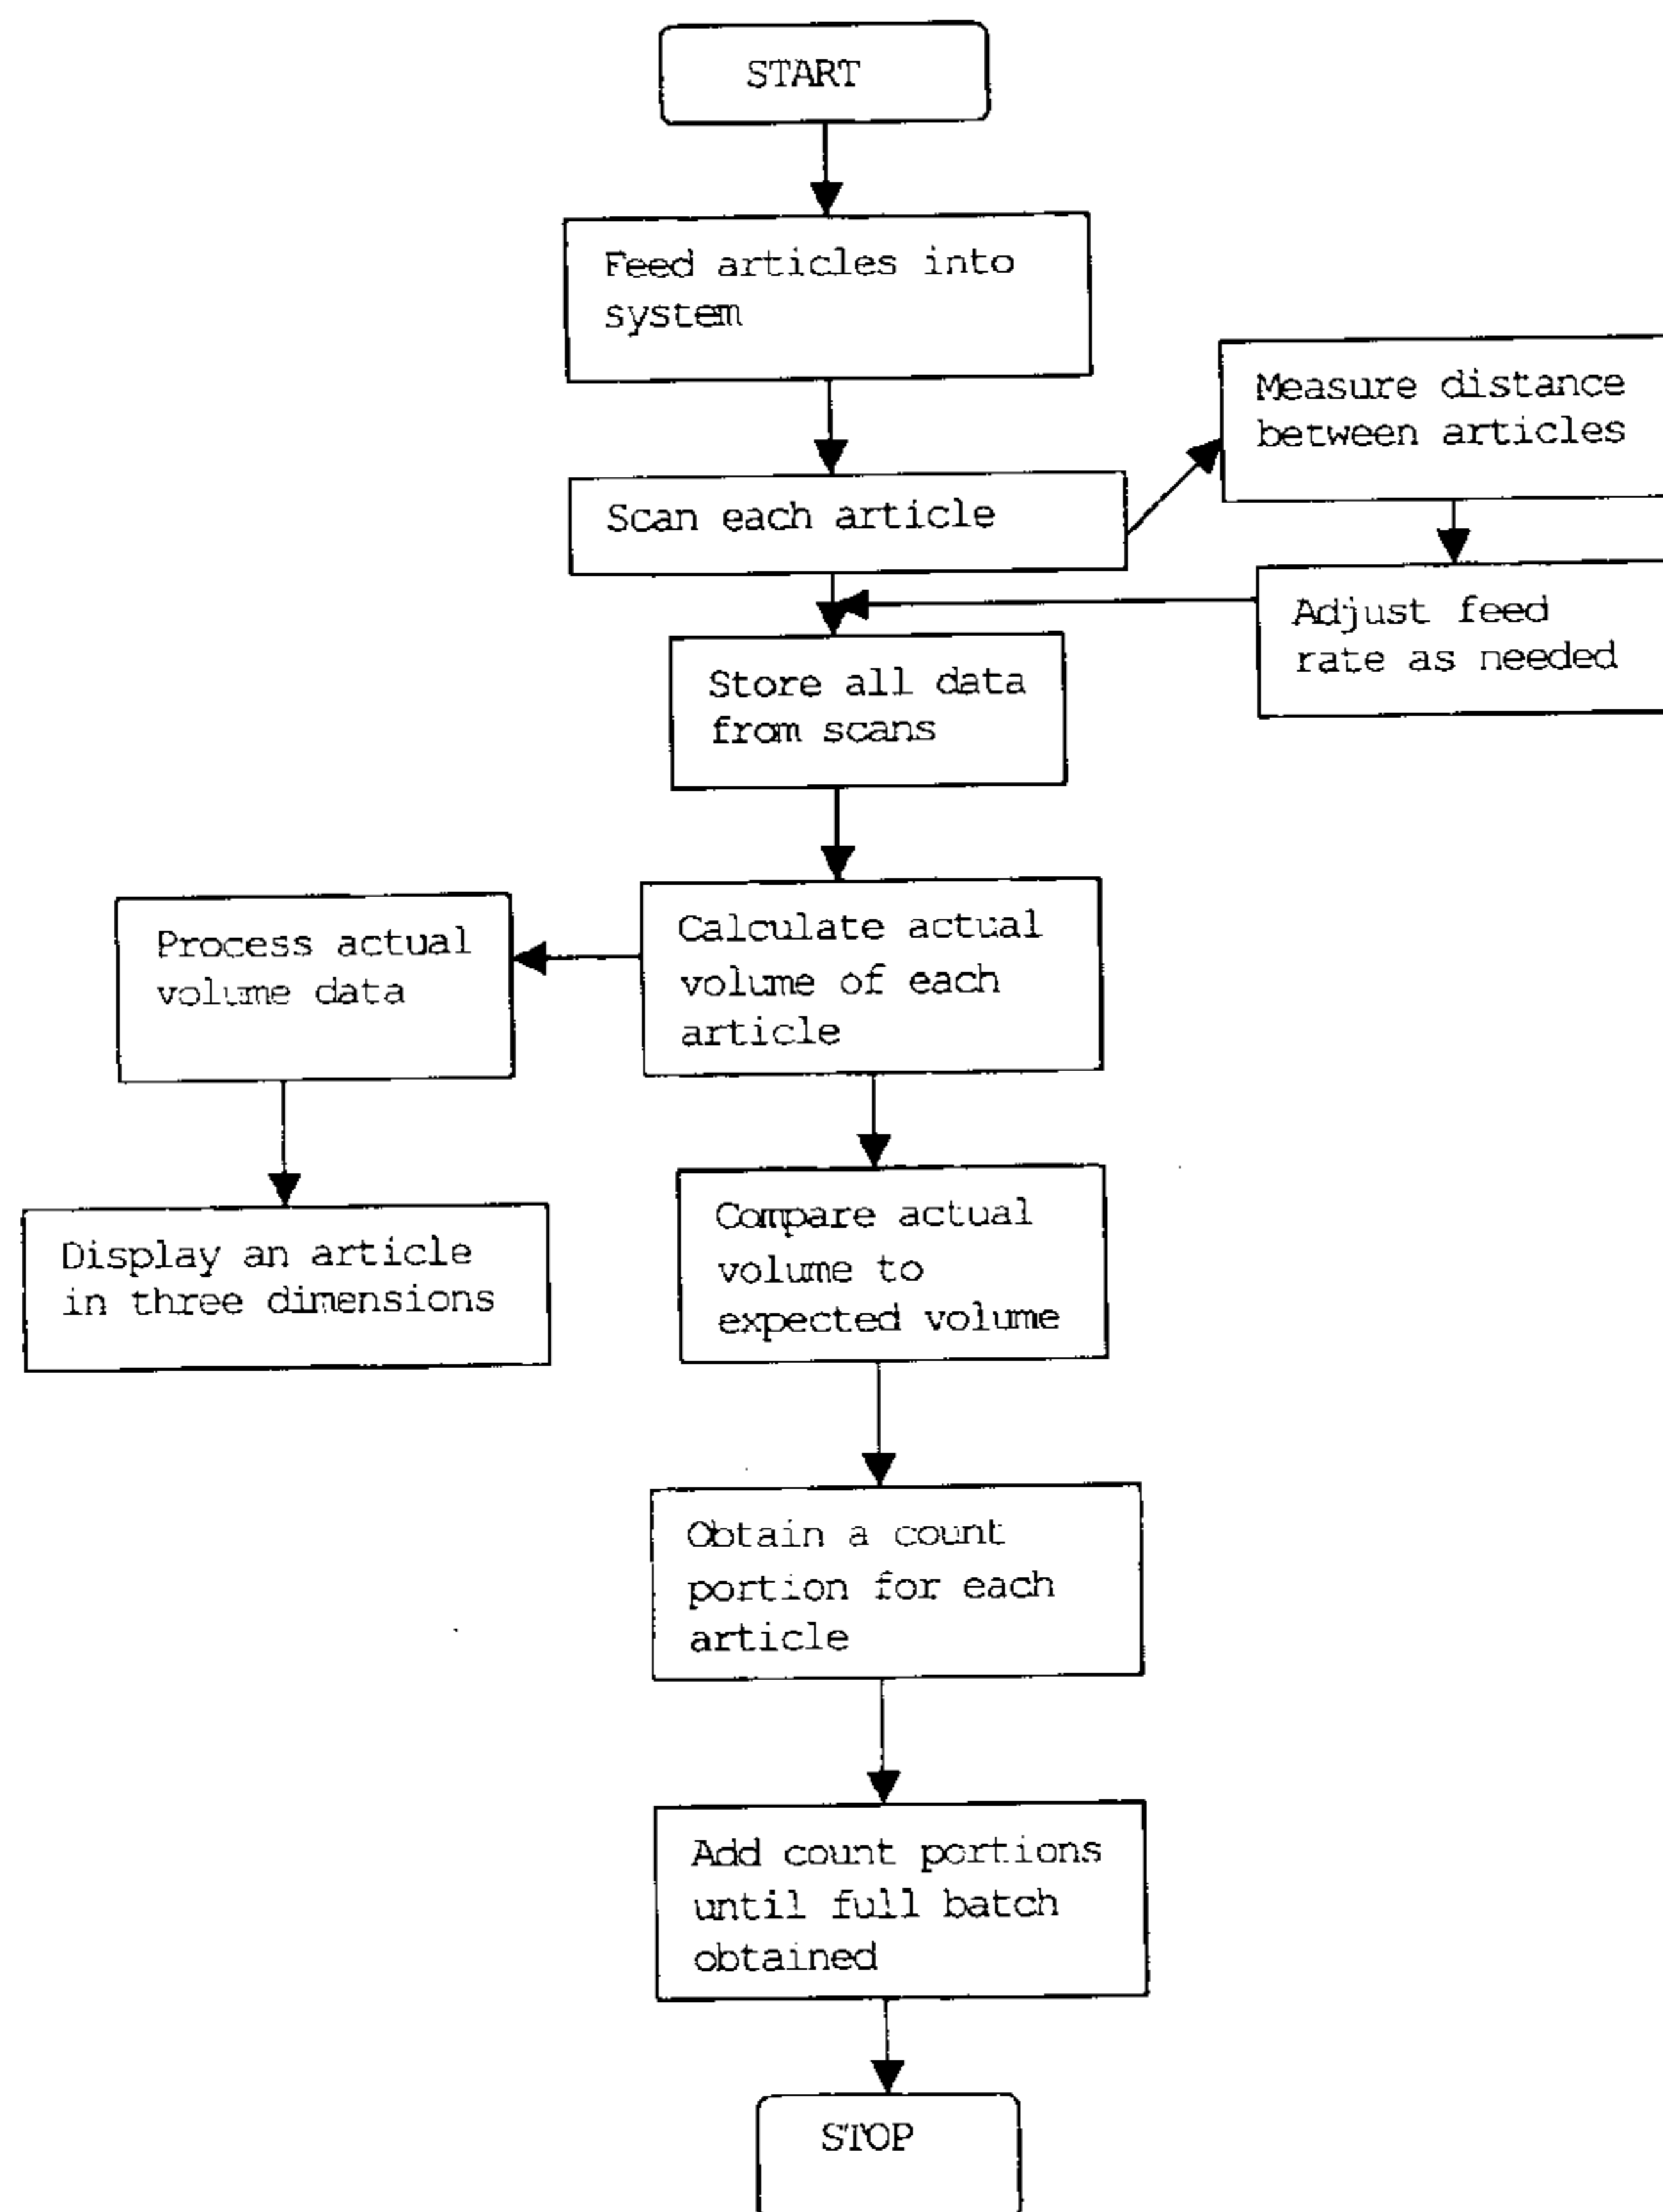 START
Feed articles into
system
Measure distance
between articles
Scan each article
Adjust feed
rate as needed
Store all data
from scans
Calculate actual
volume of each
article
Process actual
volume data
Display an article
in three dimensions
Compare actual
volume to
expected volume
Obtain a count
portion for each
article
Add count portions
until full batch
obtained
STOP